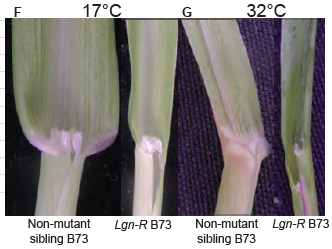 F 17°C G 32°C
Non-mutant sibling B73
Lgn-R B73
Non-mutant sibling B73
Lgn-R B73